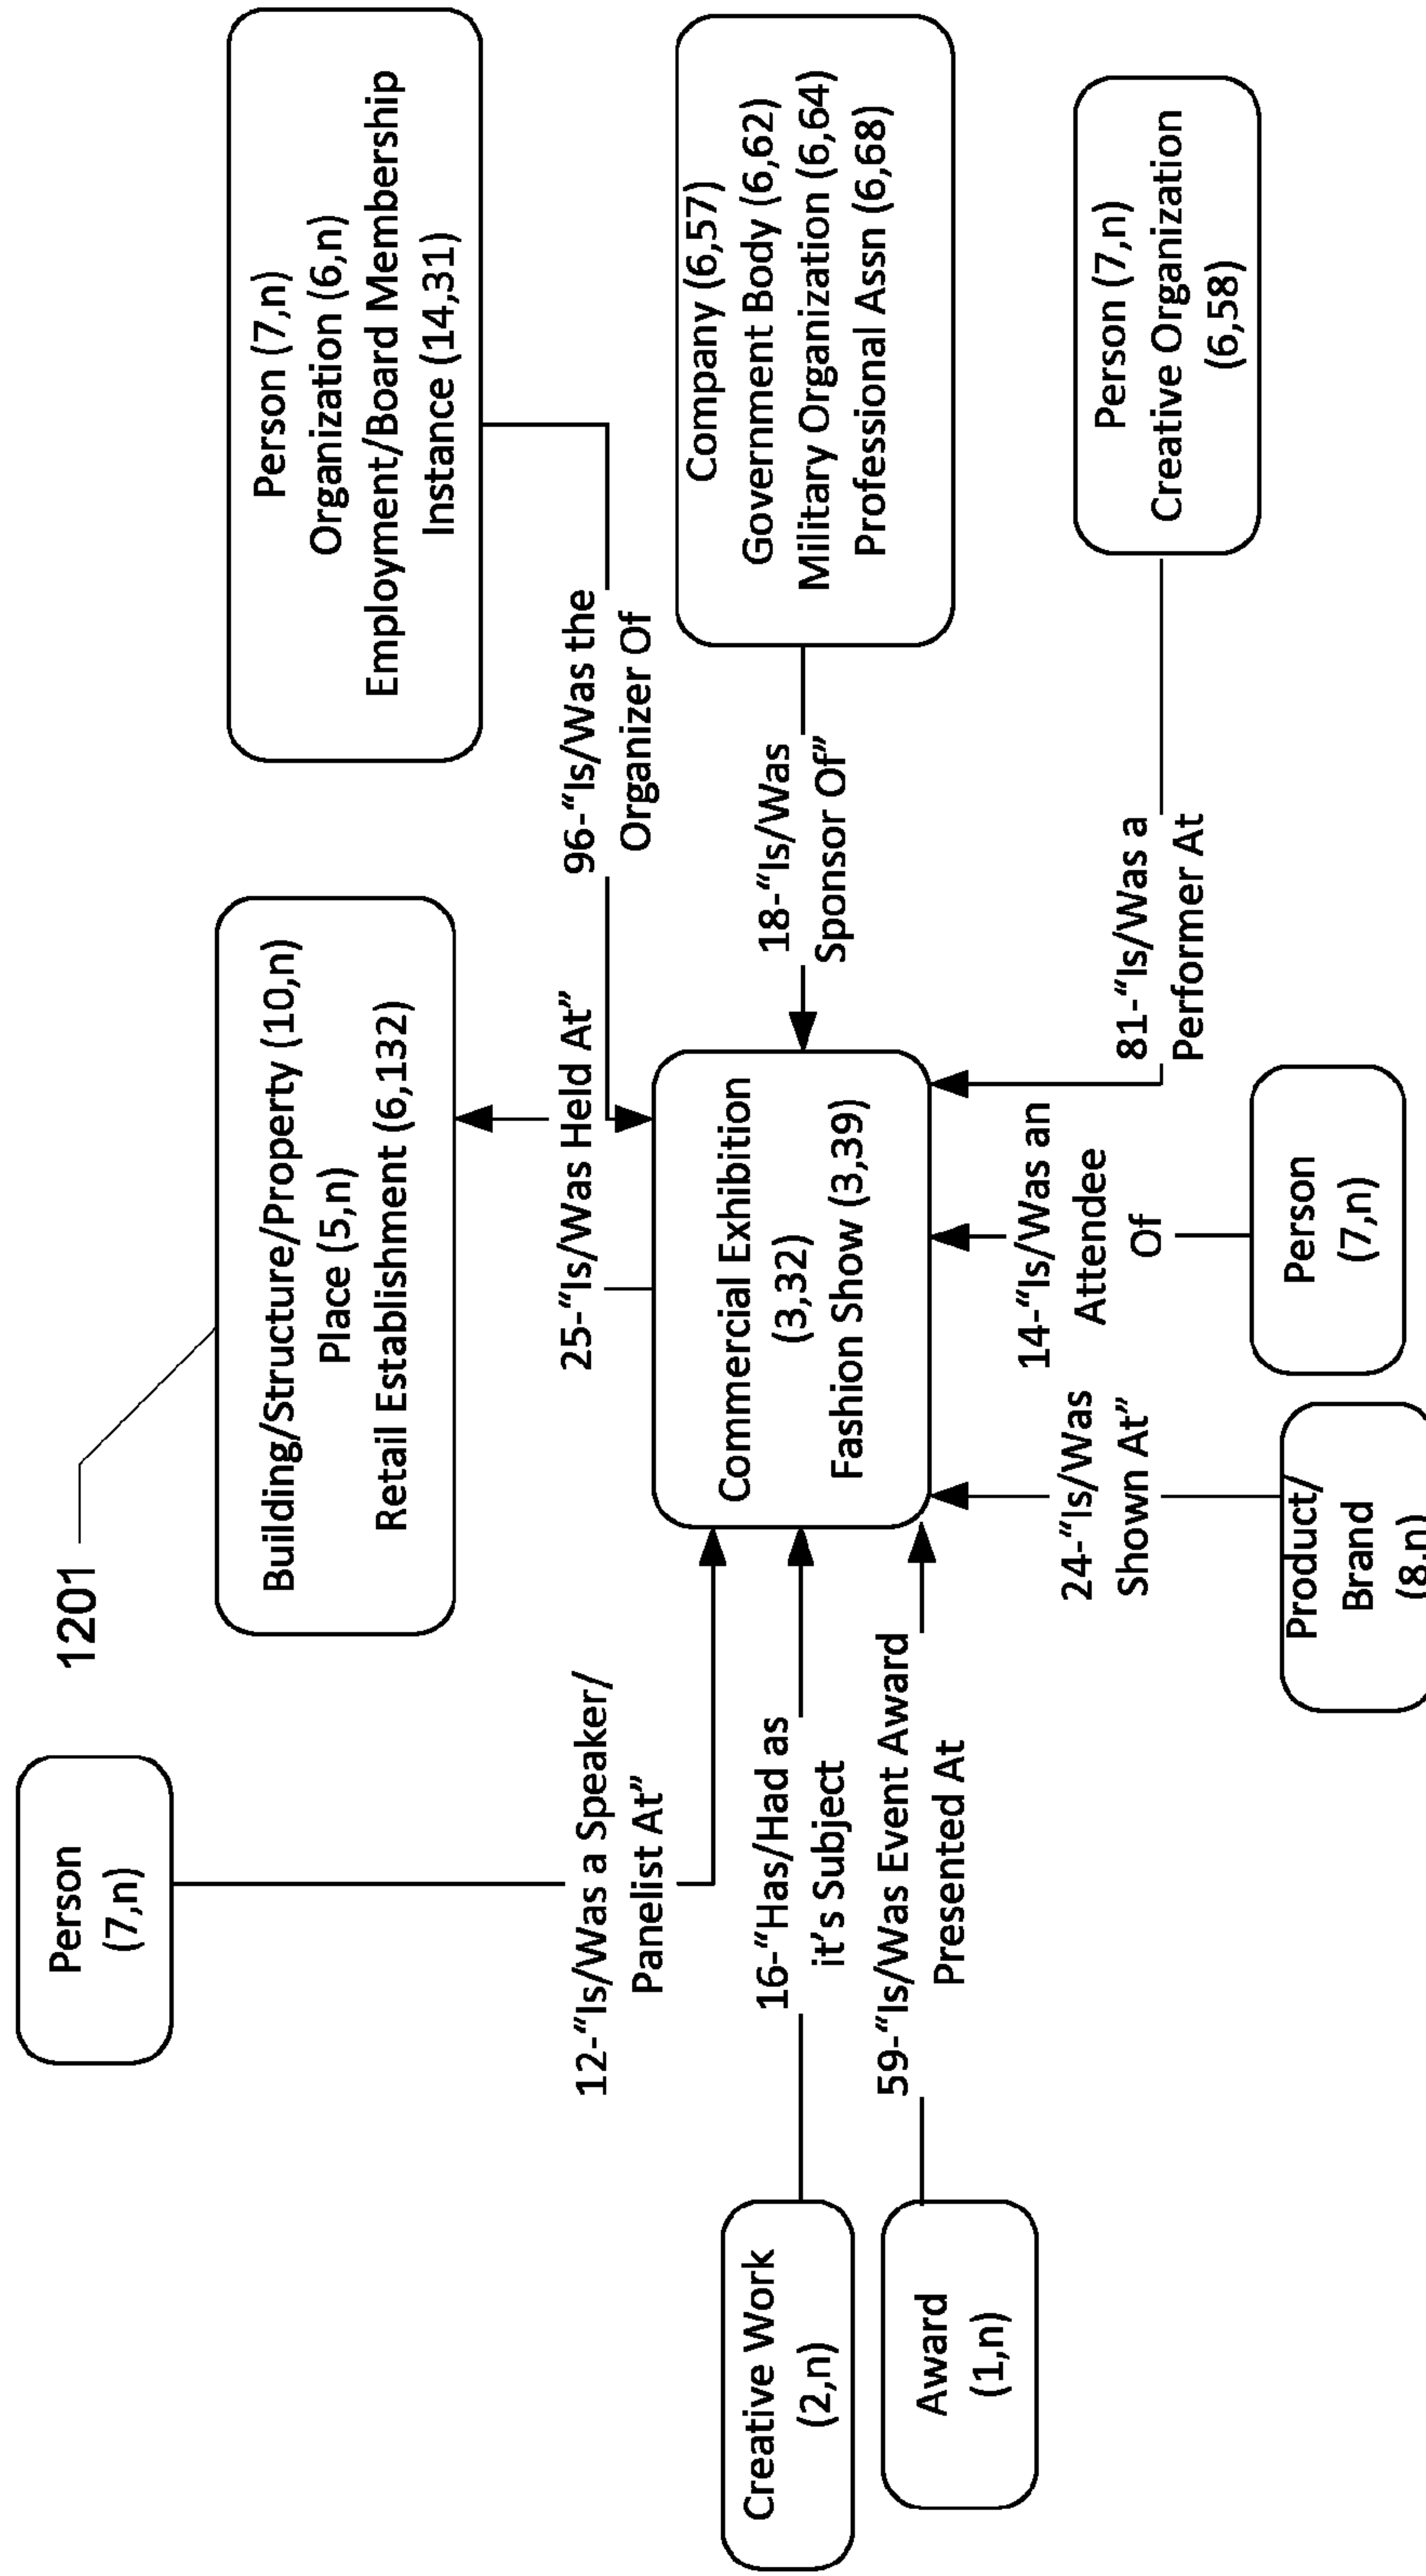 1201
Person
(7,n)
Building/Structure/Property (10,n)
Place (5,n)
Retail Establishment (6,132)
Person (7,n)
Organization (6,n)
Employment/Board Membership
Instance (14,31)
12-“Is/Was a Speaker/
Panelist At”
25-“Is/Was Held At”
96-“Is/Was the
Organizer Of
Creative Work
(2,n)
16-“Has/Had as
it’s Subject
Commercial Exhibition
(3,32)
Fashion Show (3,39)
18-“Is/Was
Sponsor Of”
Company (6,57)
Government Body (6,62)
Military Organization (6,64)
Professional Assn (6,68)
Award
(1,n)
59-“Is/Was Event Award
Presented At
24-“Is/Was
Shown At”
14-“Is/Was an
Attendee
Of
81-“Is/Was a
Performer At
Person (7,n)
Creative Organization
(6,58)
Product/
Brand
(8,n)
Person
(7,n)